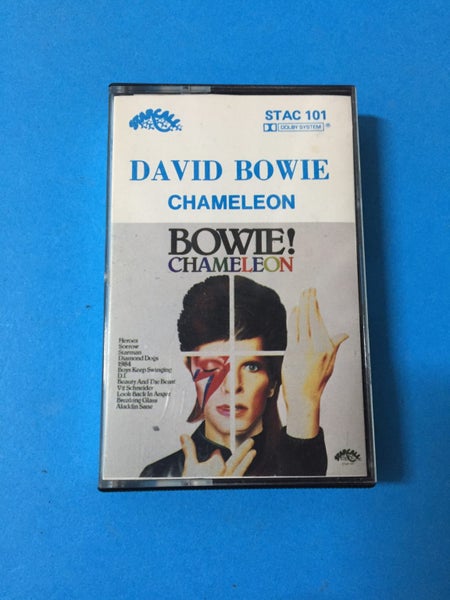 STARCALL
STAC 101
DOLBY SYSTEM ®
DAVID BOWIE
CHAMELEON
BOWIE!
CHAMELEON
Heroes
Sorrow
Starman
Diamond Dogs
1984
Boys Keep Swinging
D.J.
Beauty And The Beast
V2 Schneider
Look Back In Anger
Breaking Glass
Aladdin Sane
STARCALL